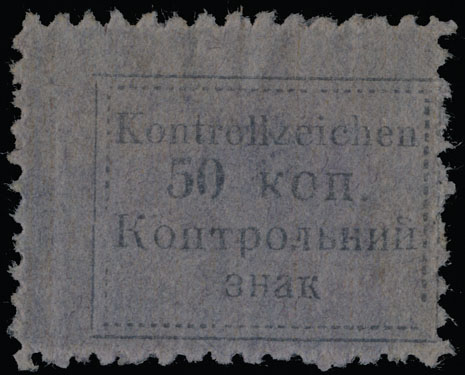 Kontrollzeichen
50 коп.
Контрольний
знак